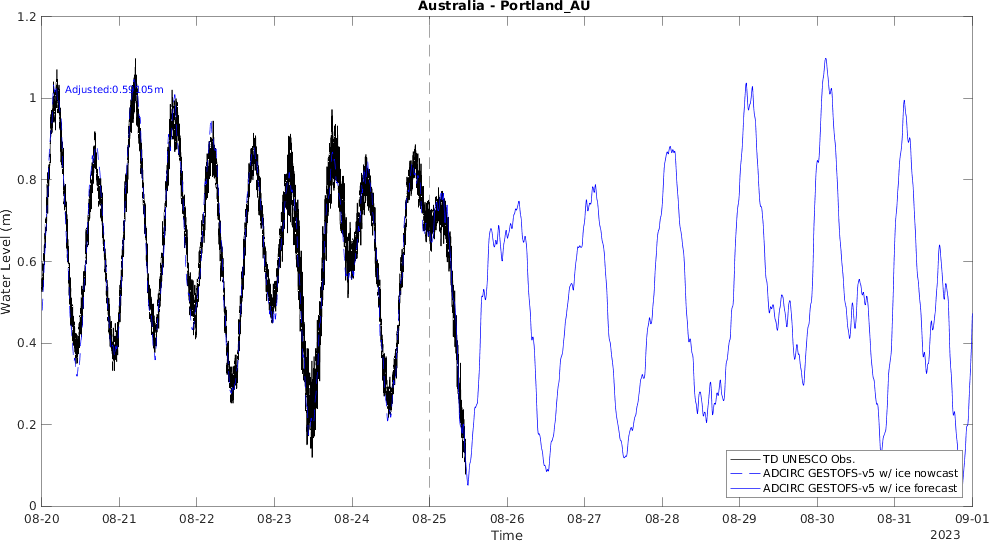 Australia - Portland_AU
1.2
1
0.8
0.6
0.4
0.2
0
Water Level (m)
Adjusted:0.59105m
TD UNESCO Obs.
ADCIRC GESTOFS-v5 w/ ice nowcast
ADCIRC GESTOFS-v5 w/ ice forecast
08-20 08-21 08-22 08-23 08-24 08-25 08-26 08-27 08-28 08-29 08-30 08-31 09-01
Time
2023